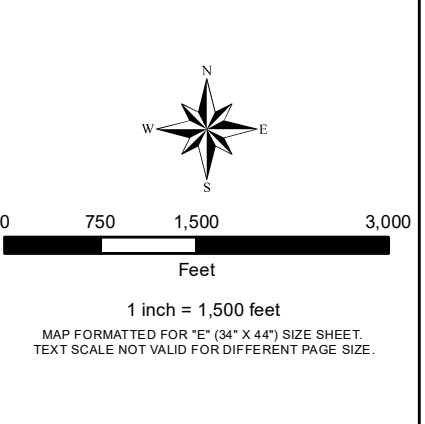 N
W E
S
0 750 1,500 3,000
Feet
1 inch = 1,500 feet
MAP FORMATTED FOR "E" (34" X 44") SIZE SHEET.
TEXT SCALE NOT VALID FOR DIFFERENT PAGE SIZE.